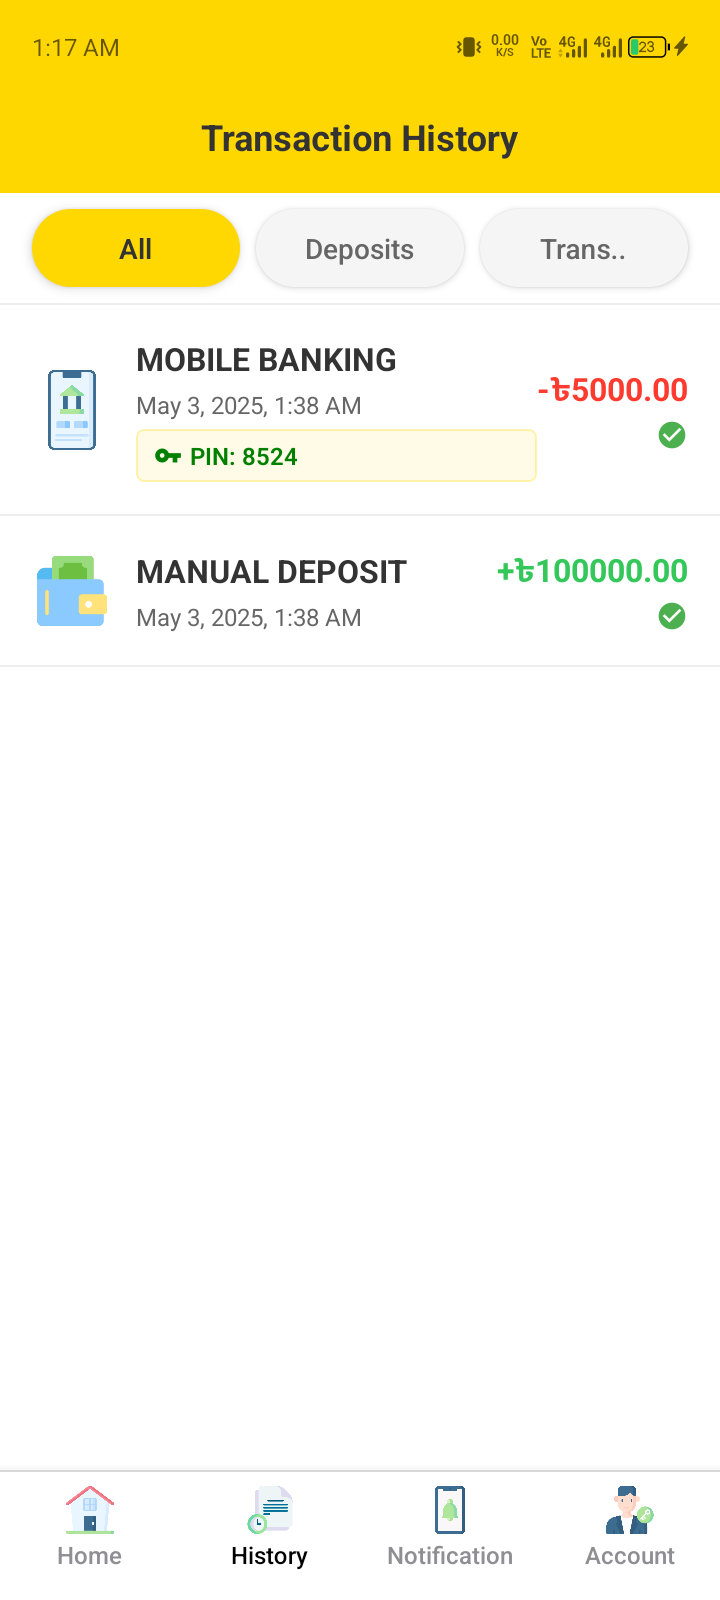 1:17 AM 0.00 K/S Vo LTE 4G 4G 23
Transaction History
All Deposits Trans..
MOBILE BANKING
May 3, 2025, 1:38 AM
-৳5000.00
PIN: 8524
MANUAL DEPOSIT
+৳100000.00
May 3, 2025, 1:38 AM
Home History Notification Account